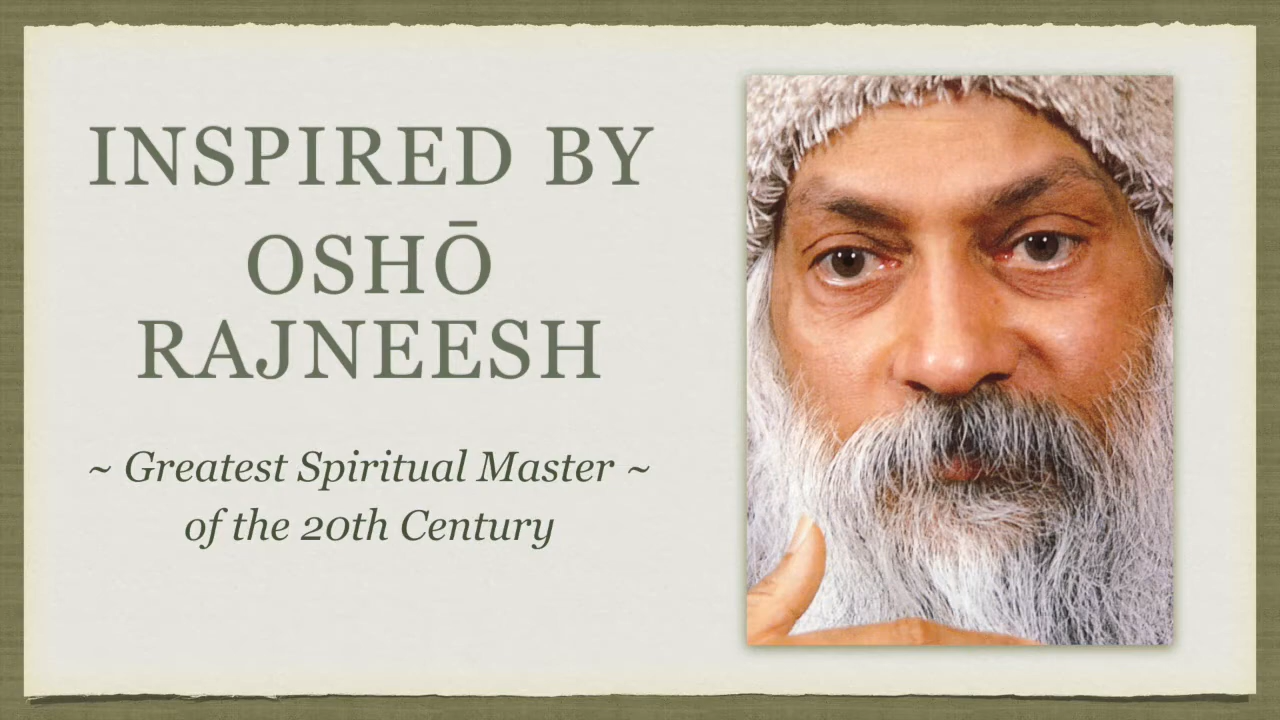 INSPIRED BY
OSHŌ
RAJNEESH
~ Greatest Spiritual Master ~
of the 20th Century